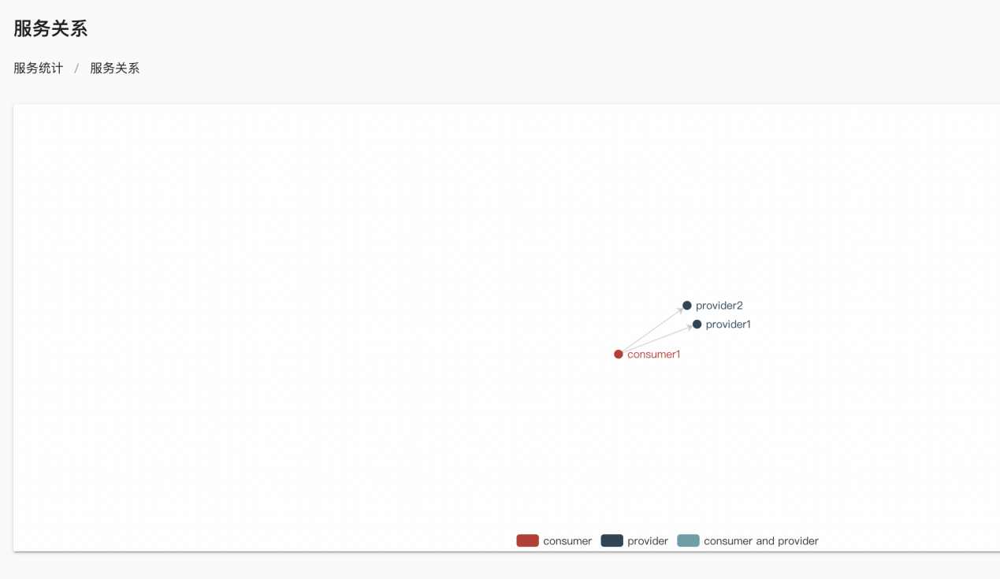 服务关系
服务统计 / 服务关系
provider2
provider1
consumer1
consumer provider consumer and provider